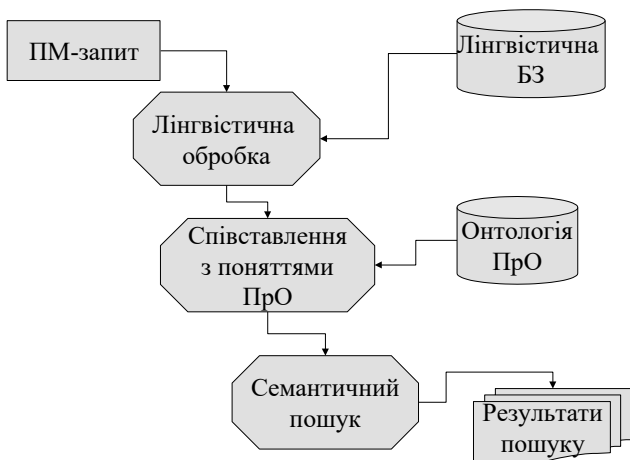 ПМ-запит
Лінгвістична
БЗ
Лінгвістична
обробка
Співставлення
з поняттями
ПрО
Онтологія
ПрО
Семантичний
пошук
Результати
пошуку